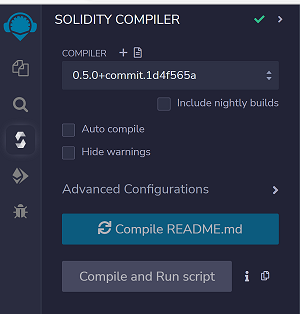 SOLIDITY COMPILER
COMPILER
0.5.0+commit.1d4f565a
Include nightly builds
Auto compile
Hide warnings
Advanced Configurations
Compile README.md
Compile and Run script